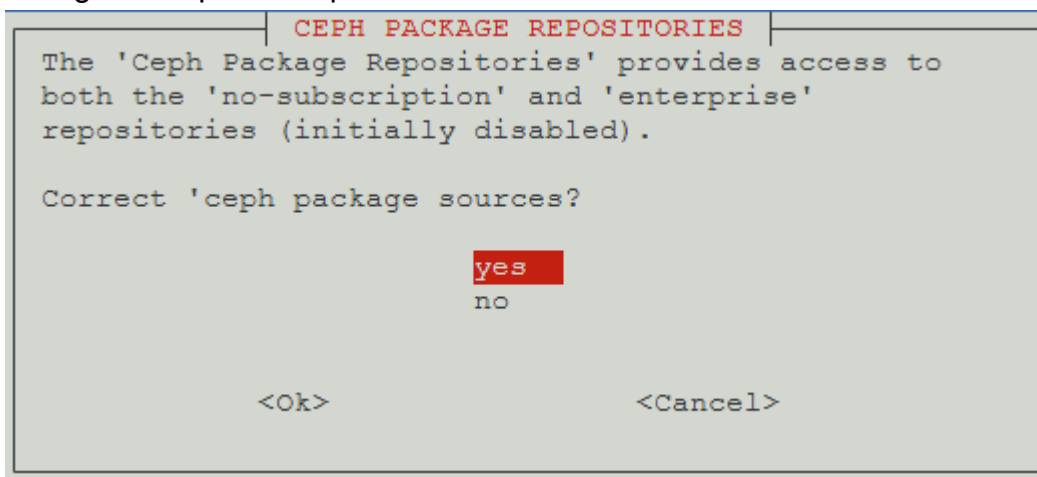 CEPH PACKAGE REPOSITORIES
The 'Ceph Package Repositories' provides access to
both the 'no-subscription' and 'enterprise'
repositories (initially disabled).
Correct 'ceph package sources?
yes
no
<Ok> <Cancel>